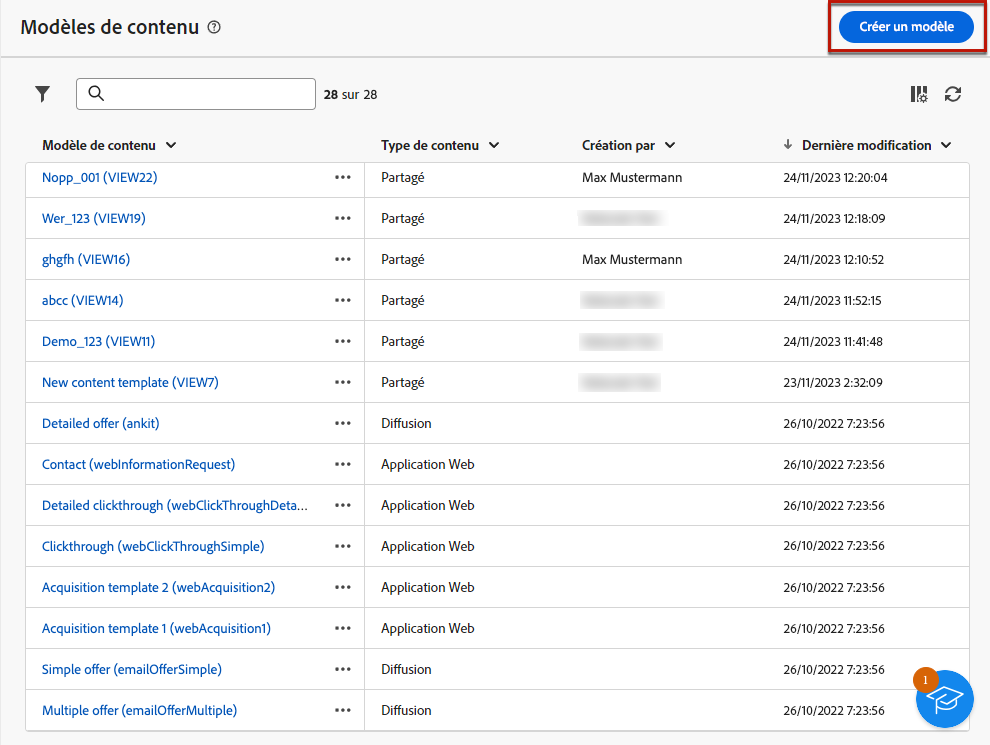 Modèles de contenu ?
Créer un modèle
28 sur 28
Modèle de contenu Type de contenu Création par Dernière modification
Nopp_001 (VIEW22) Partagé Max Mustermann 24/11/2023 12:20:04
Wer_123 (VIEW19) Partagé 24/11/2023 12:18:09
ghgfh (VIEW16) Partagé Max Mustermann 24/11/2023 12:10:52
abcc (VIEW14) Partagé 24/11/2023 11:52:15
Demo_123 (VIEW11) Partagé 24/11/2023 11:41:48
New content template (VIEW7) Partagé 23/11/2023 2:32:09
Detailed offer (ankit) Diffusion 26/10/2022 7:23:56
Contact (webInformationRequest) Application Web 26/10/2022 7:23:56
Detailed clickthrough (webClickThroughDeta... Application Web 26/10/2022 7:23:56
Clickthrough (webClickThroughSimple) Application Web 26/10/2022 7:23:56
Acquisition template 2 (webAcquisition2) Application Web 26/10/2022 7:23:56
Acquisition template 1 (webAcquisition1) Application Web 26/10/2022 7:23:56
Simple offer (emailOfferSimple) Diffusion 26/10/2022 7:23:56
1
Multiple offer (emailOfferMultiple) Diffusion 26/10/2022 7:23:56